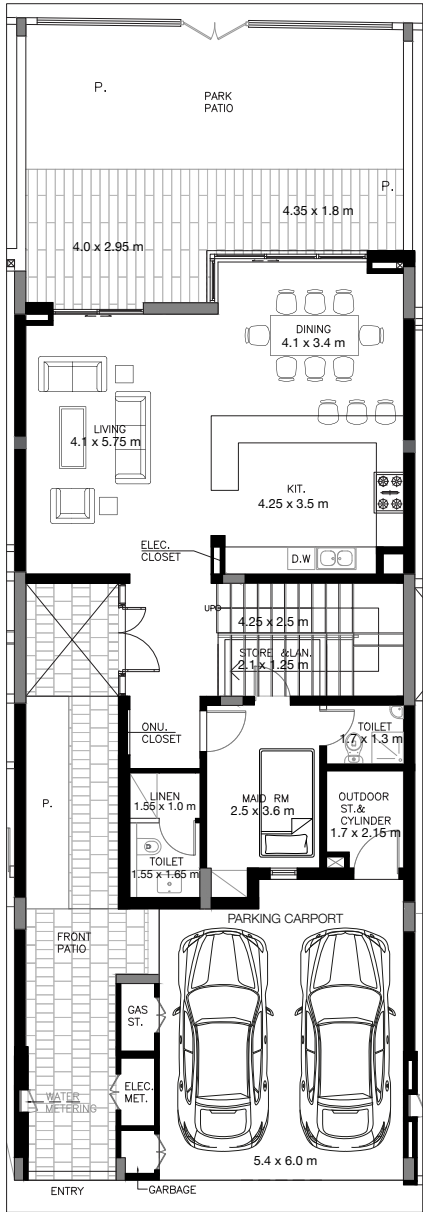 P.
PARK
PATIO
P.
4.35 x 1.8 m
4.0 x 2.95 m
DINING
4.1 x 3.4 m
LIVING
4.1 x 5.75 m
KIT.
4.25 x 3.5 m
ELEC.
CLOSET
D.W
UP
4.25 x 2.5 m
STORE &LAN.
2.1 x 1.25 m
ONU.
CLOSET
TOILET
1.7 x 1.3 m
P.
LINEN
1.55 x 1.0 m
MAID RM
2.5 x 3.6 m
OUTDOOR
ST.&
CYLINDER
1.7 x 2.15 m
TOILET
1.55 x 1.65 m
PARKING CARPORT
FRONT
PATIO
GAS
ST.
ELEC.
MET.
WATER
METERING
5.4 x 6.0 m
ENTRY
GARBAGE